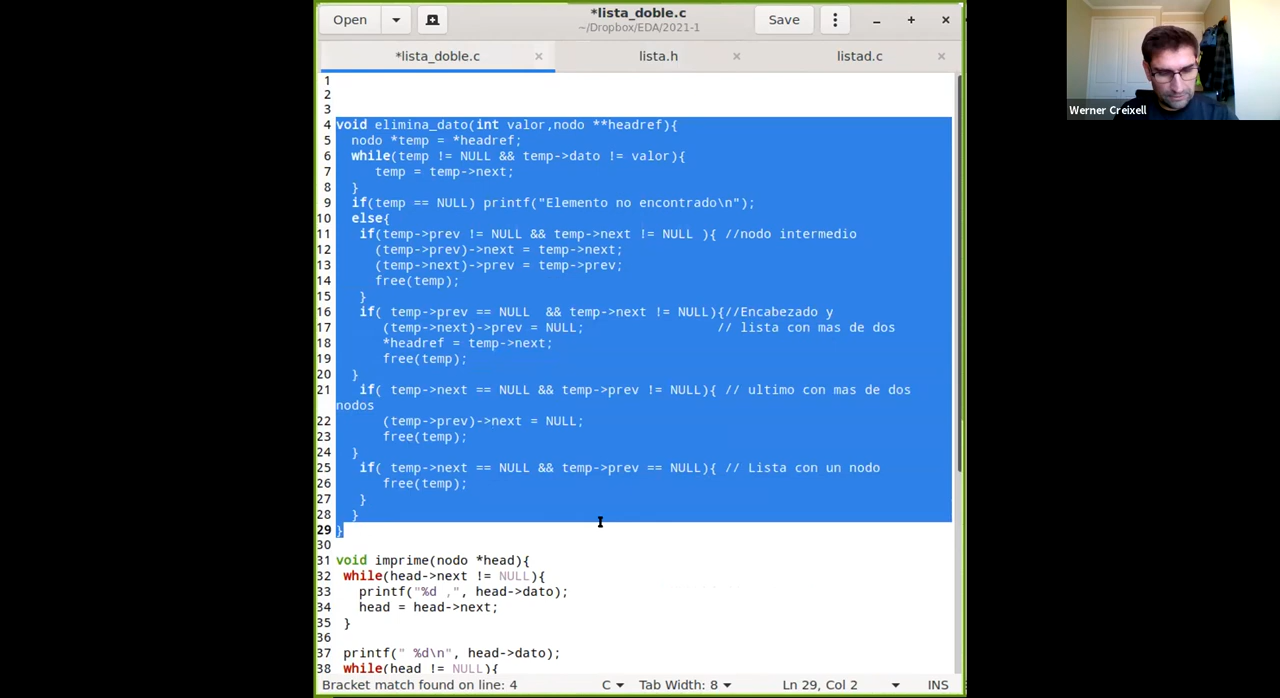 Open
*lista_doble.c
~/Dropbox/EDA/2021-1
Save
*lista_doble.c
lista.h
listad.c
Werner Creixell
1
2
3
4 void elimina_dato(int valor,nodo **headref){
5 nodo *temp = *headref;
6 while(temp != NULL && temp->dato != valor){
7 temp = temp->next;
8 }
9 if(temp == NULL) printf("Elemento no encontrado\n");
10 else{
11 if(temp->prev != NULL && temp->next != NULL ){ //nodo intermedio
12 (temp->prev)->next = temp->next;
13 (temp->next)->prev = temp->prev;
14 free(temp);
15 }
16 if( temp->prev == NULL && temp->next != NULL){//Encabezado y
17 (temp->next)->prev = NULL; // lista con mas de dos
18 *headref = temp->next;
19 free(temp);
20 }
21 if( temp->next == NULL && temp->prev != NULL){ // ultimo con mas de dos
nodos
22 (temp->prev)->next = NULL;
23 free(temp);
24 }
25 if( temp->next == NULL && temp->prev == NULL){ // Lista con un nodo
26 free(temp);
27 }
28 }
29 }
30
31 void imprime(nodo *head){
32 while(head->next != NULL){
33 printf("%d ,", head->dato);
34 head = head->next;
35 }
36
37 printf(" %d\n", head->dato);
38 while(head != NULL){
Bracket match found on line: 4
C
Tab Width: 8
Ln 29, Col 2
INS